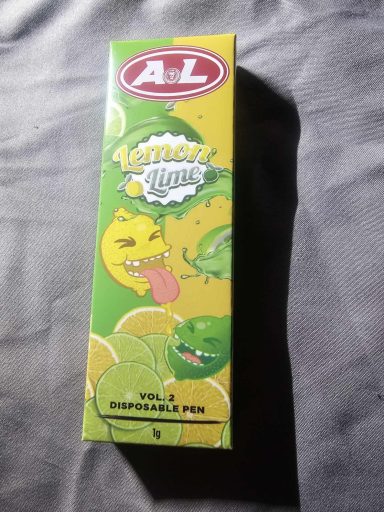 A L
Lemon
Lime
VOL. 2
DISPOSABLE PEN
1g